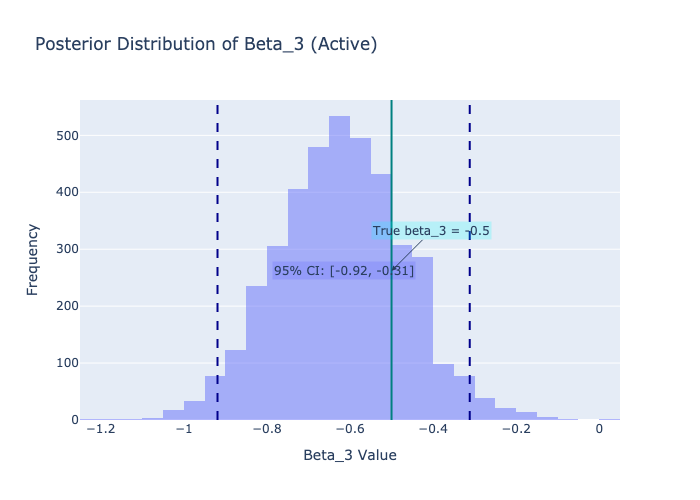 Posterior Distribution of Beta_3 (Active)
500
400
True beta_3 = -0.5
300
95% CI: [-0.92, -0.31]
200
100
0
−1.2 −1 −0.8 −0.6 −0.4 −0.2 0
Beta_3 Value
Frequency